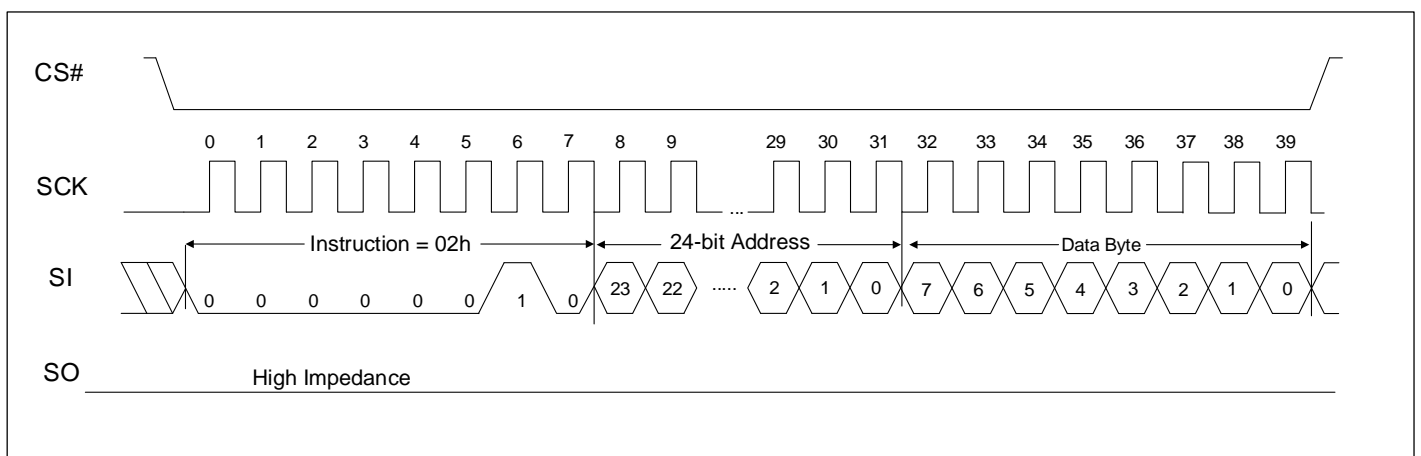 CS#
0 1 2 3 4 5 6 7 8 9 29 30 31 32 33 34 35 36 37 38 39
SCK
...
Instruction = 02h 24-bit Address Data Byte
SI
0 0 0 0 0 0 1 0 23 22 ..... 2 1 0 7 6 5 4 3 2 1 0
SO
High Impedance